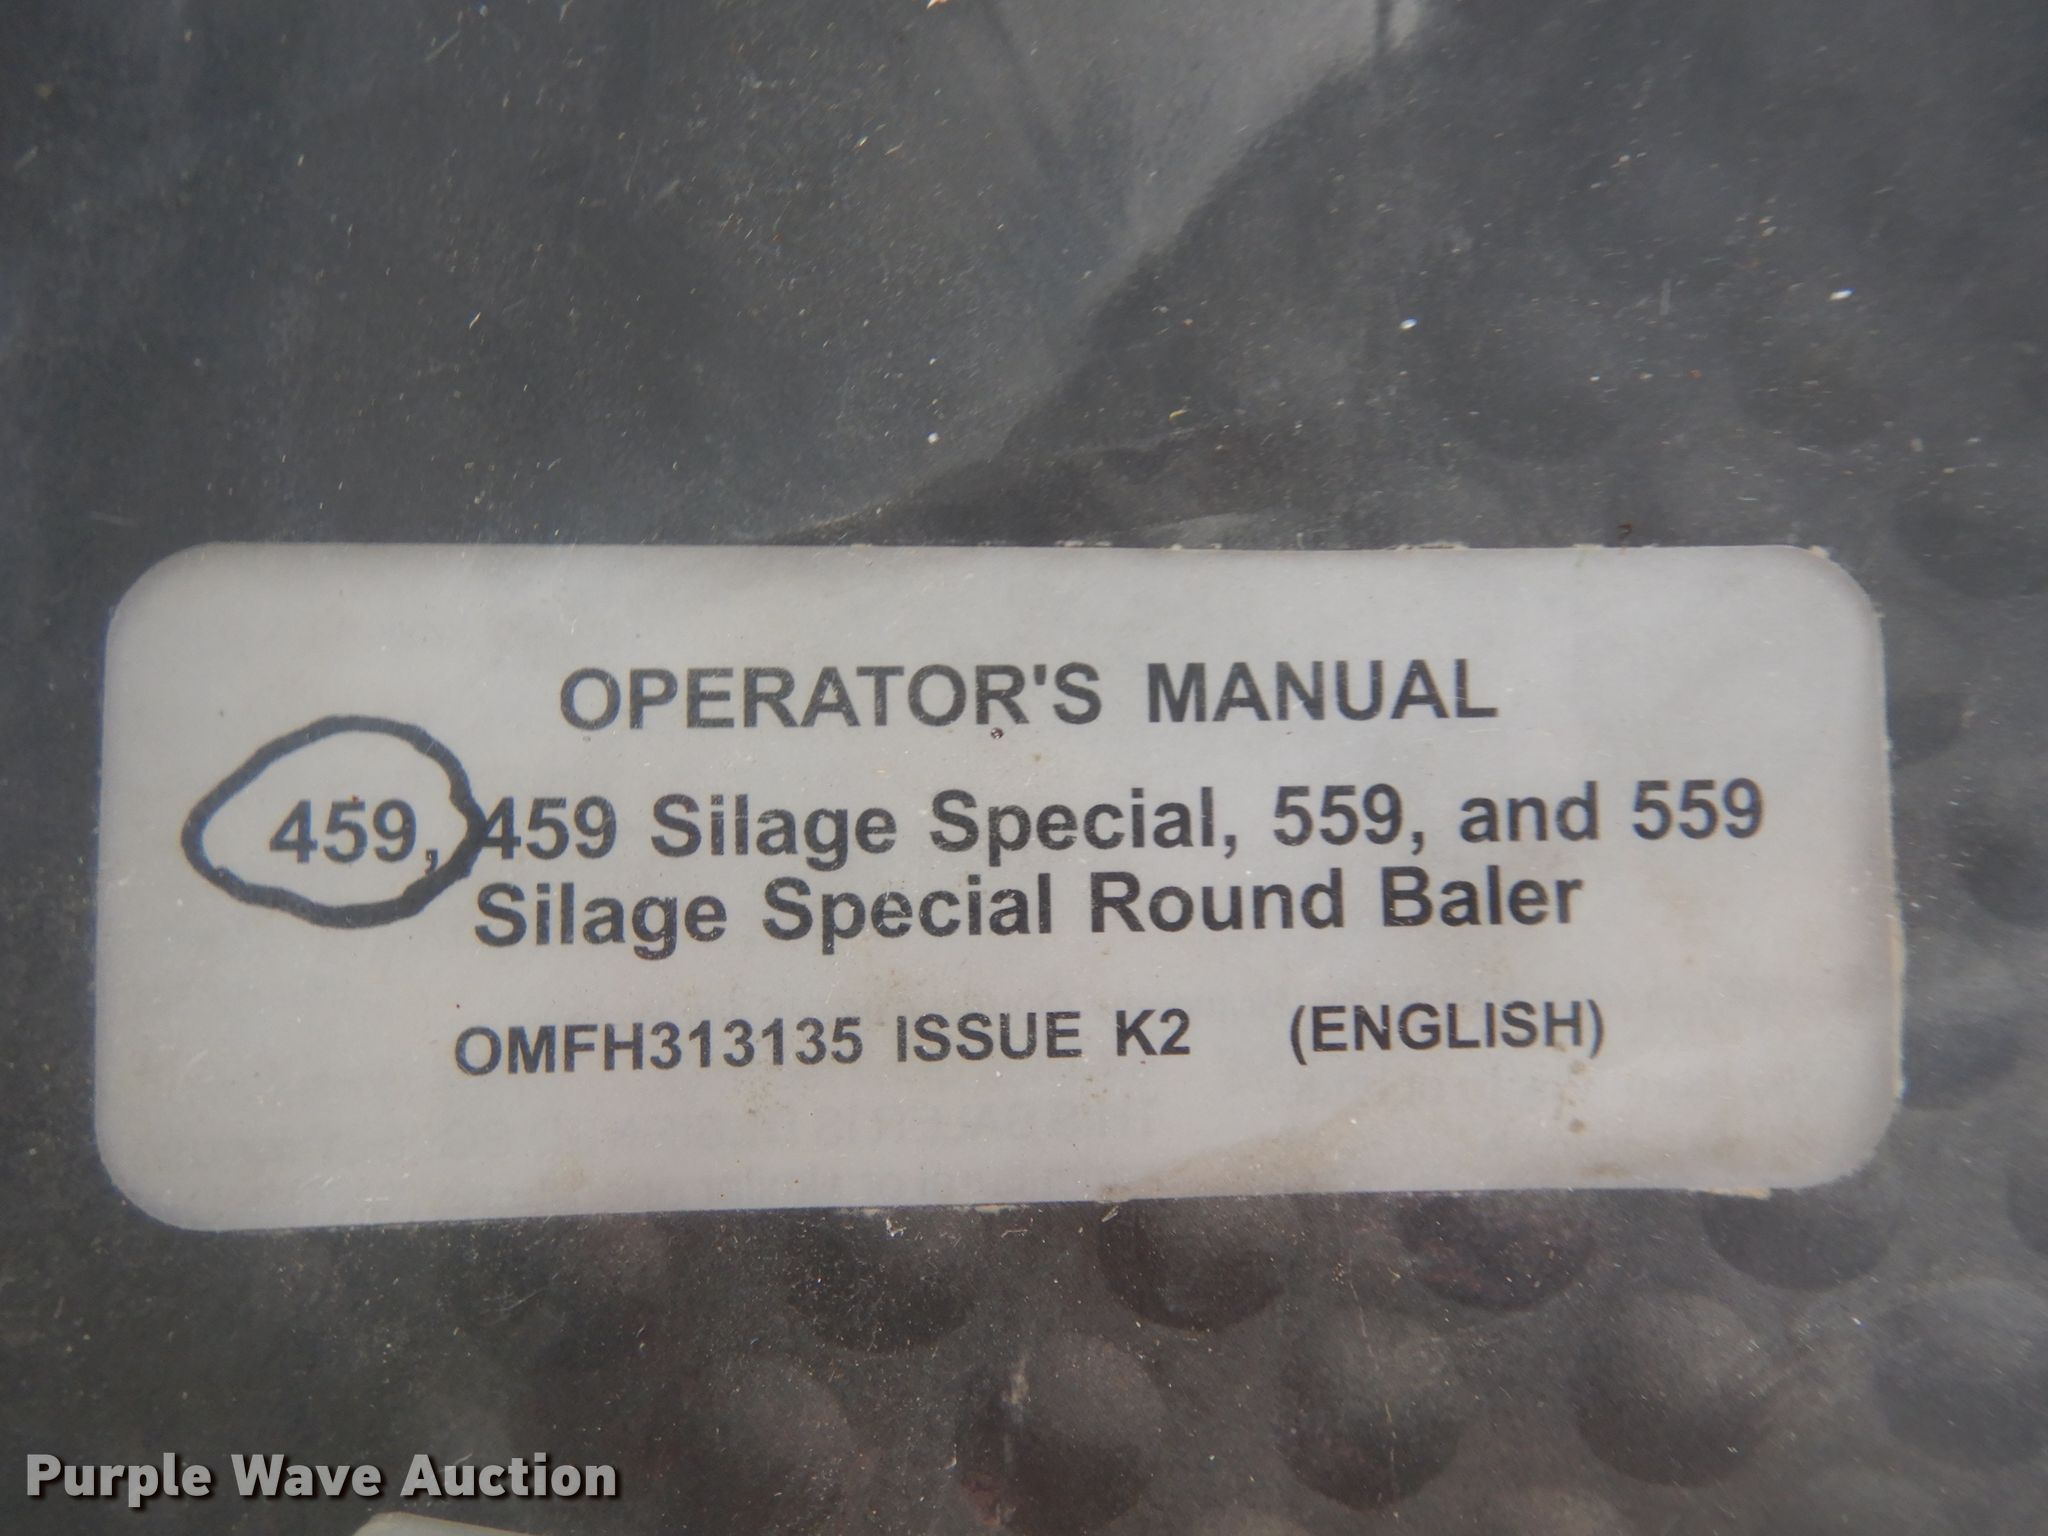 OPERATOR'S MANUAL
459, 459 Silage Special, 559, and 559
Silage Special Round Baler
OMFH313135 ISSUE K2 (ENGLISH)
Purple Wave Auction